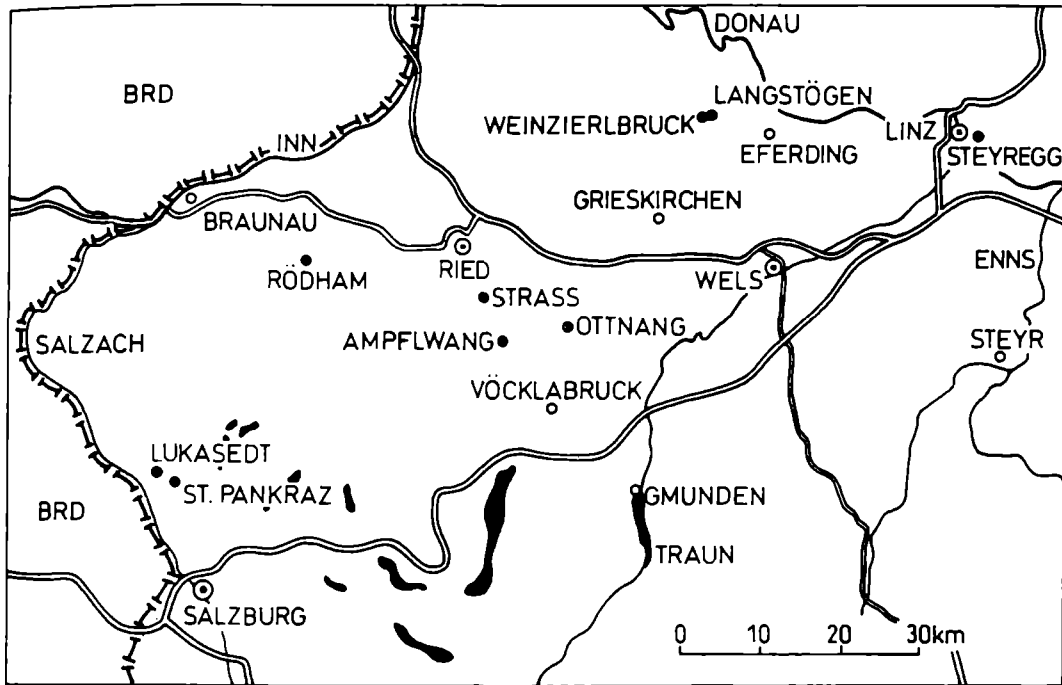 DONAU
BRD
LANGSTÖGEN
WEINZIERLBRUCK
LINZ
INN
EFERDING
STEYREGG
GRIESKIRCHEN
BRAUNAU
RIED
ENNS
RÖDHAM
WELS
STRASS
OTTNANG
SALZACH
AMPFLWANG
STEYR
VÖCKLABRUCK
LUKASEDT
ST. PANKRAZ
GMUNDEN
BRD
TRAUN
SALZBURG
0 10 20 30km